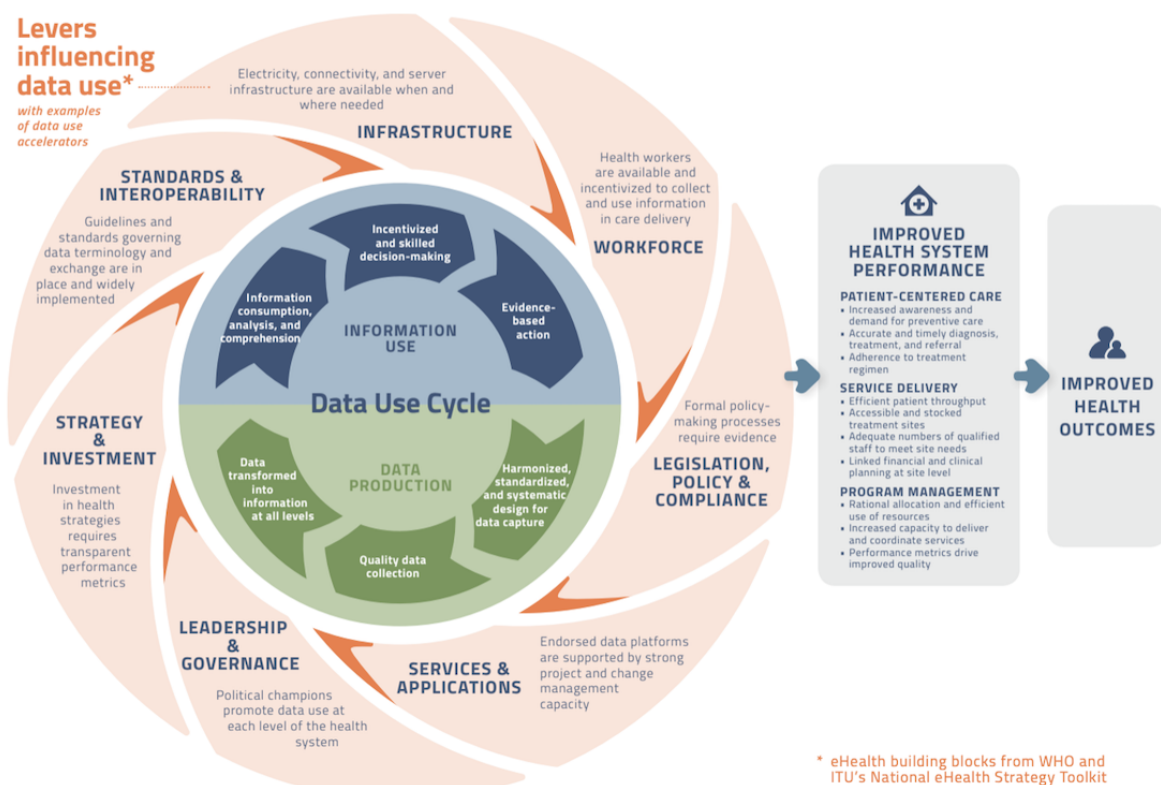 Levers
influencing
data use*
with examples
of data use
accelerators
Electricity, connectivity, and server
infrastructure are available when and
where needed
INFRASTRUCTURE
Health workers
are available and
incentivized to collect
and use information
in care delivery
WORKFORCE
Formal policy-
making processes
require evidence
LEGISLATION,
POLICY &
COMPLIANCE
Endorsed data platforms
are supported by strong
project and change
management
capacity
SERVICES &
APPLICATIONS
LEADERSHIP
&
GOVERNANCE
Political champions
promote data use at
each level of the health
system
STRATEGY
&
INVESTMENT
Investment
in health
strategies
requires
transparent
performance
metrics
STANDARDS &
INTEROPERABILITY
Guidelines and
standards governing
data terminology and
exchange are in
place and widely
implemented
Data Use Cycle
INFORMATION
USE
Information
consumption,
analysis, and
comprehension
Incentivized
and skilled
decision-making
Evidence-
based
action
DATA
PRODUCTION
Harmonized,
standardized,
and systematic
design for
data capture
Quality data
collection
Data
transformed
into
information
at all levels
IMPROVED
HEALTH SYSTEM
PERFORMANCE
PATIENT-CENTERED CARE
• Increased awareness and
demand for preventive care
• Accurate and timely diagnosis,
treatment, and referral
• Adherence to treatment
regimen
SERVICE DELIVERY
• Efficient patient throughput
• Accessible and stocked
treatment sites
• Adequate numbers of qualified
staff to meet site needs
• Linked financial and clinical
planning at site level
PROGRAM MANAGEMENT
• Rational allocation and efficient
use of resources
• Increased capacity to deliver
and coordinate services
• Performance metrics drive
improved quality
IMPROVED
HEALTH
OUTCOMES
* eHealth building blocks from WHO and
ITU's National eHealth Strategy Toolkit